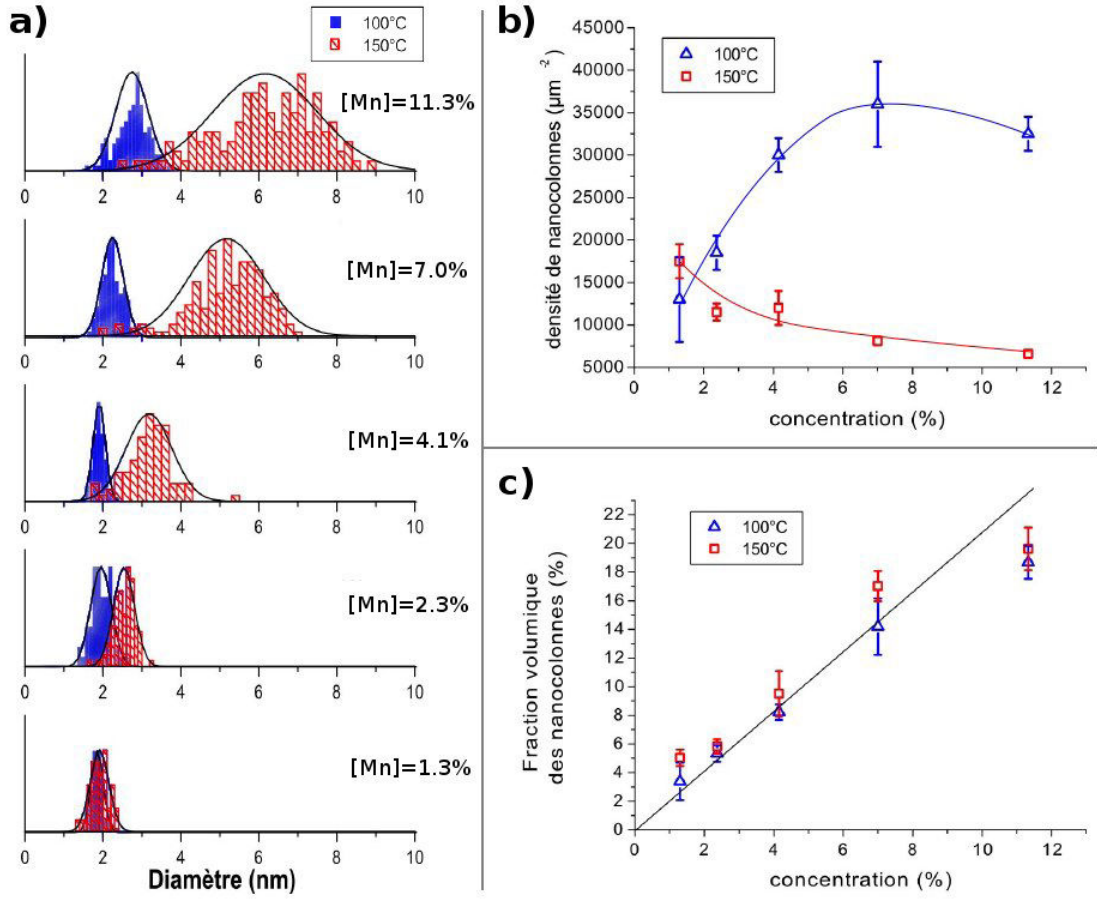 a)
100°C
150°C
[Mn]=11.3%
0 2 4 6 8 10
[Mn]=7.0%
0 2 4 6 8 10
[Mn]=4.1%
0 2 4 6 8 10
[Mn]=2.3%
0 2 4 6 8 10
[Mn]=1.3%
0 2 4 6 8 10
Diamètre (nm)
b)
100°C
150°C
densité de nanocolonnes (µm⁻²)
45000
40000
35000
30000
25000
20000
15000
10000
5000
0 2 4 6 8 10 12
concentration (%)
c)
100°C
150°C
Fraction volumique
des nanocolonnes (%)
22
20
18
16
14
12
10
8
6
4
2
0
0 2 4 6 8 10 12
concentration (%)